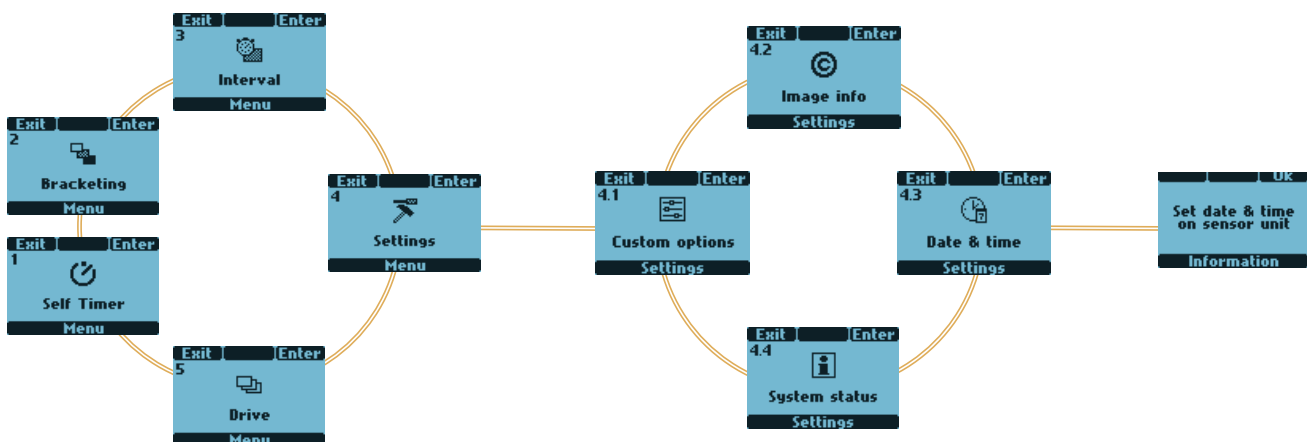 Exit Enter
3
Interval
Menu
Exit Enter
2
Bracketing
Menu
Exit Enter
1
Self Timer
Menu
Exit Enter
4
Settings
Menu
Exit Enter
5
Drive
Menu
Exit Enter
4.1
Custom options
Settings
Exit Enter
4.2
Image info
Settings
Exit Enter
4.3
Date & time
Settings
Exit Enter
4.4
System status
Settings
Ok
Set date & time
on sensor unit
Information